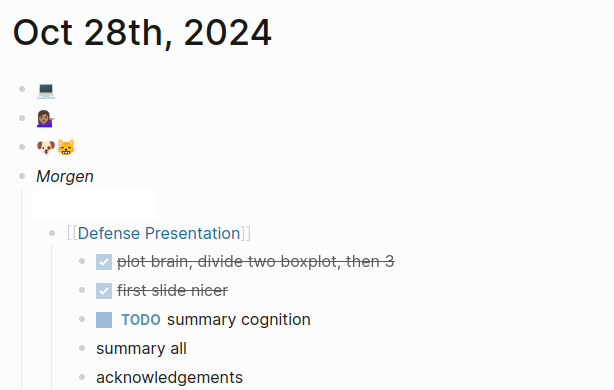 Oct 28th, 2024
💻
💁🏾‍♀️
🐶😸
Morgen
[[Defense Presentation]]
plot brain, divide two boxplot, then 3
first slide nicer
TODO summary cognition
summary all
acknowledgements